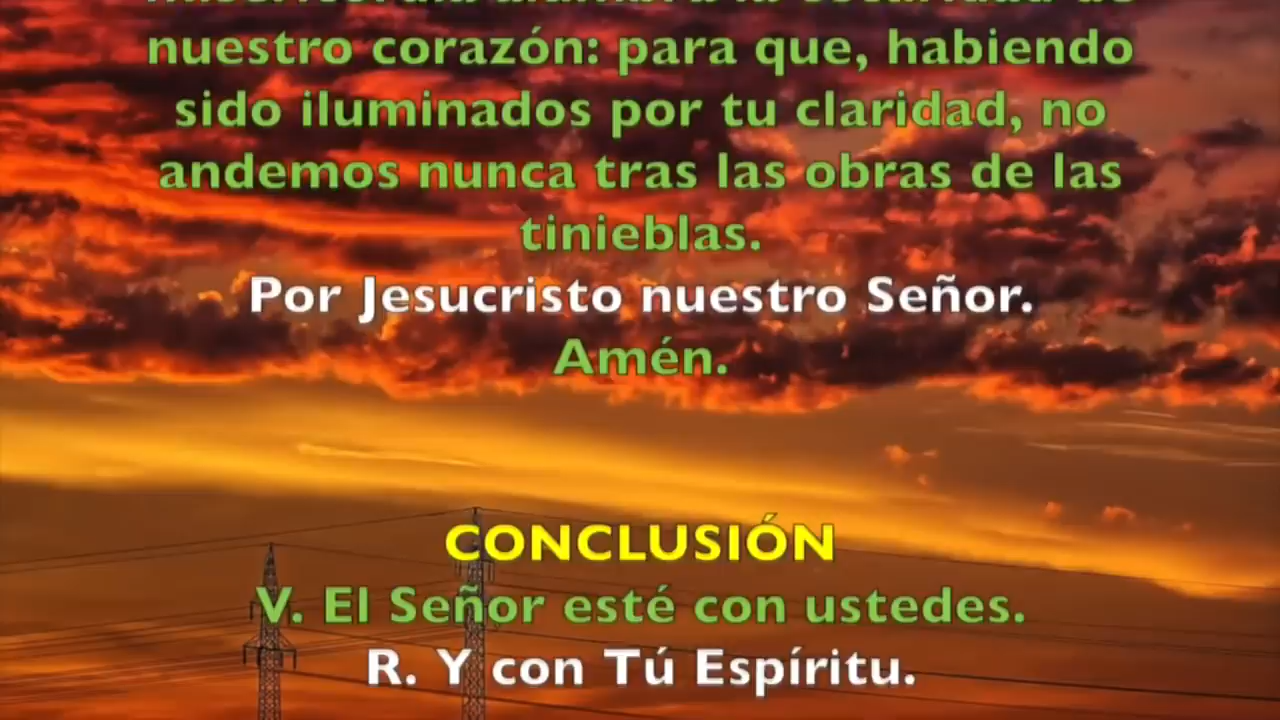 nuestro corazón: para que, habiendo
sido iluminados por tu claridad, no
andemos nunca tras las obras de las
tinieblas.
Por Jesucristo nuestro Señor.
Amén.
CONCLUSIÓN
V. El Señor esté con ustedes.
R. Y con Tú Espíritu.